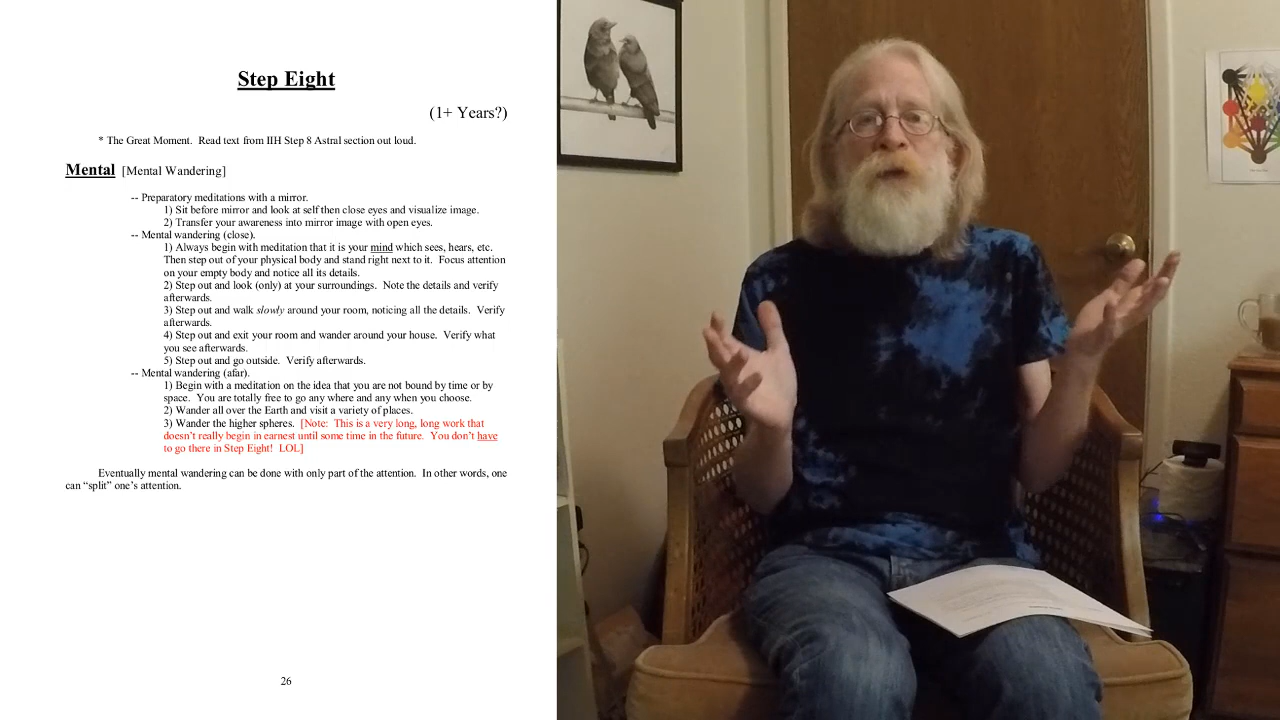 Step Eight
(1+ Years?)
* The Great Moment. Read text from IIH Step 8 Astral section out loud.
Mental [Mental Wandering]
-- Preparatory meditations with a mirror.
1) Sit before mirror and look at self then close eyes and visualize image.
2) Transfer your awareness into mirror image with open eyes.
-- Mental wandering (close).
1) Always begin with meditation that it is your mind which sees, hears, etc.
Then step out of your physical body and stand right next to it. Focus attention
on your empty body and notice all its details.
2) Step out and look (only) at your surroundings. Note the details and verify
afterwards.
3) Step out and walk slowly around your room, noticing all the details. Verify
afterwards.
4) Step out and exit your room and wander around your house. Verify what
you see afterwards.
5) Step out and go outside. Verify afterwards.
-- Mental wandering (afar).
1) Begin with a meditation on the idea that you are not bound by time or by
space. You are totally free to go any where and any when you choose.
2) Wander all over the Earth and visit a variety of places.
3) Wander the higher spheres. [Note: This is a very long, long work that
doesn't really begin in earnest until some time in the future. You don't have
to go there in Step Eight! LOL]
Eventually mental wandering can be done with only part of the attention. In other words, one
can “split” one’s attention.
26